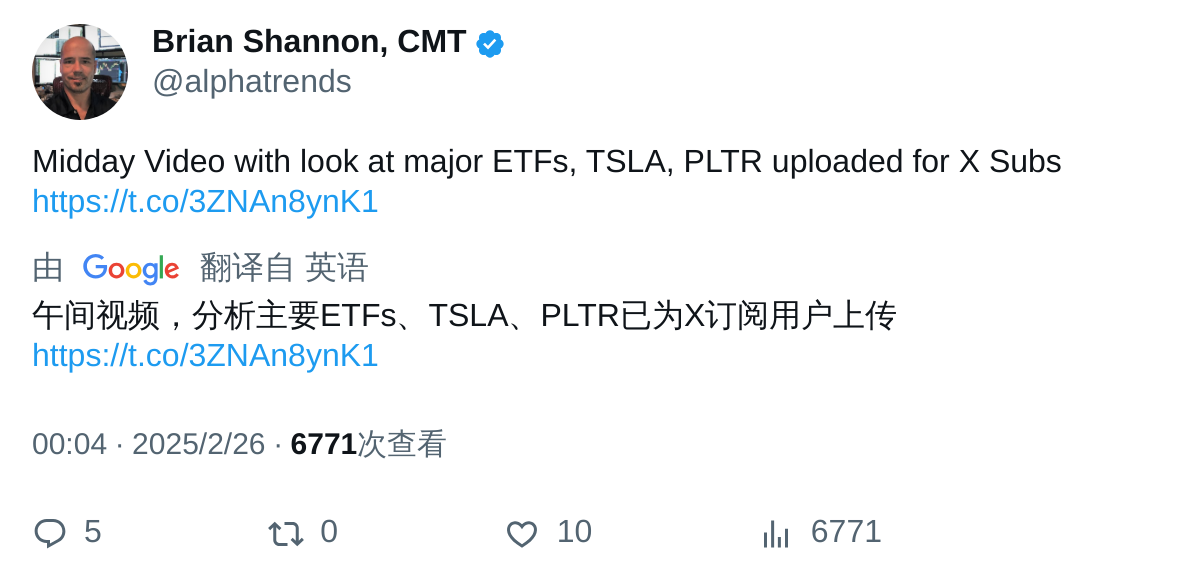 Brian Shannon, CMT
@alphatrends
Midday Video with look at major ETFs, TSLA, PLTR uploaded for X Subs
https://t.co/3ZNAn8ynK1
由 Google 翻译自 英语
午间视频，分析主要ETFs、TSLA、PLTR已为X订阅用户上传
https://t.co/3ZNAn8ynK1
00:04 · 2025/2/26 · 6771次查看
5 0 10 6771